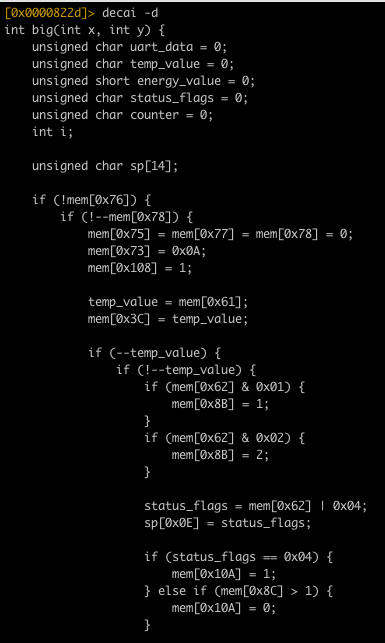 [0x0000822d]> decai -d
int big(int x, int y) {
    unsigned char uart_data = 0;
    unsigned char temp_value = 0;
    unsigned short energy_value = 0;
    unsigned char status_flags = 0;
    unsigned char counter = 0;
    int i;

    unsigned char sp[14];

    if (!mem[0x76]) {
        if (!--mem[0x78]) {
            mem[0x75] = mem[0x77] = mem[0x78] = 0;
            mem[0x73] = 0x0A;
            mem[0x108] = 1;

            temp_value = mem[0x61];
            mem[0x3C] = temp_value;

            if (--temp_value) {
                if (!--temp_value) {
                    if (mem[0x62] & 0x01) {
                        mem[0x8B] = 1;
                    }
                    if (mem[0x62] & 0x02) {
                        mem[0x8B] = 2;
                    }

                    status_flags = mem[0x62] | 0x04;
                    sp[0x0E] = status_flags;

                    if (status_flags == 0x04) {
                        mem[0x10A] = 1;
                    } else if (mem[0x8C] > 1) {
                        mem[0x10A] = 0;
                    }